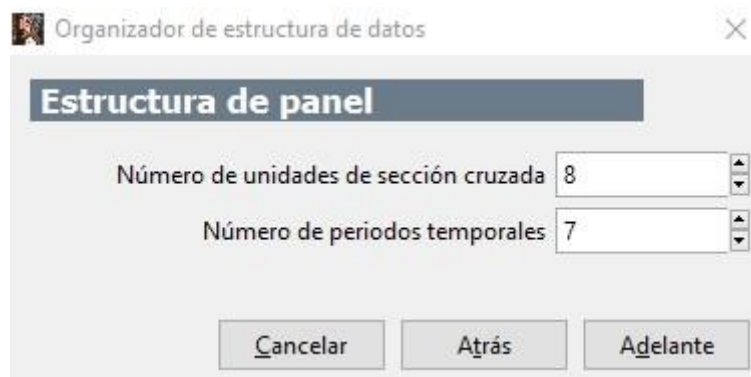 Organizador de estructura de datos
Estructura de panel
Número de unidades de sección cruzada 8
Número de periodos temporales 7
Cancelar Atrás Adelante